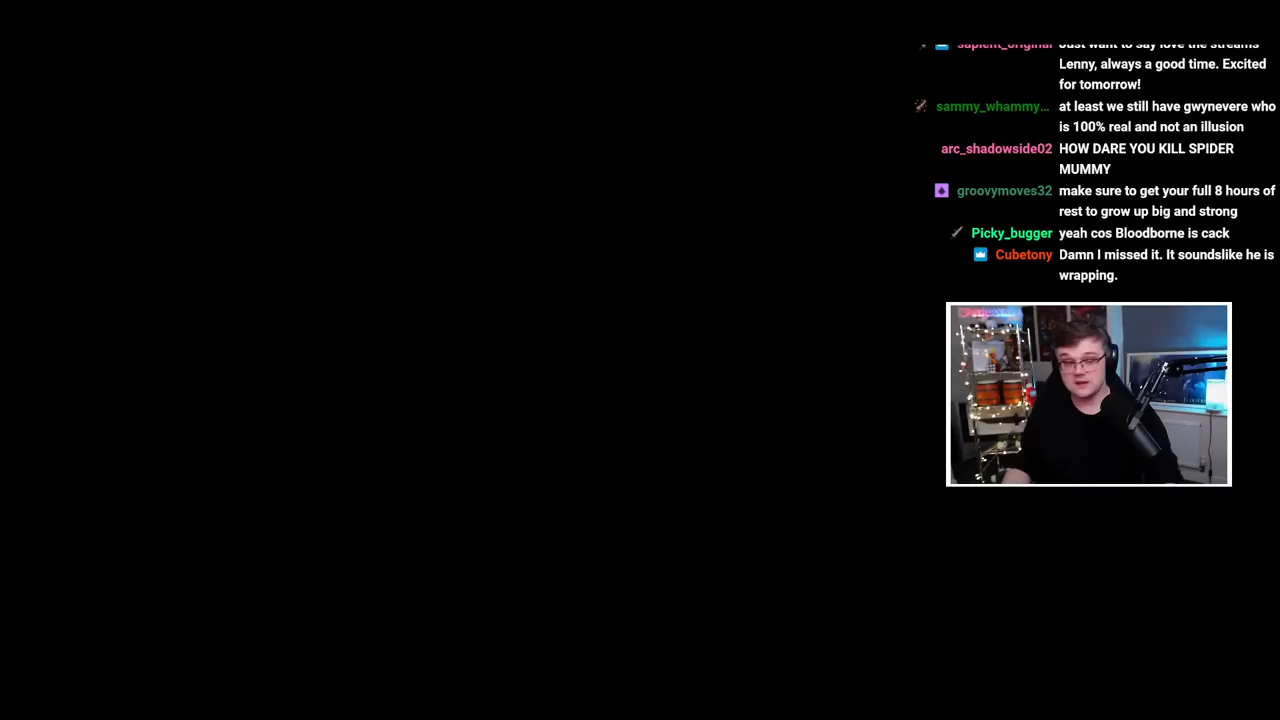 sapient_original Just want to say love the streams
Lenny, always a good time. Excited
for tomorrow!
sammy_whammy… at least we still have gwynevere who
is 100% real and not an illusion
arc_shadowside02 HOW DARE YOU KILL SPIDER
MUMMY
groovymoves32 make sure to get your full 8 hours of
rest to grow up big and strong
Picky_bugger yeah cos Bloodborne is cack
Cubetony Damn I missed it. It soundslike he is
wrapping.